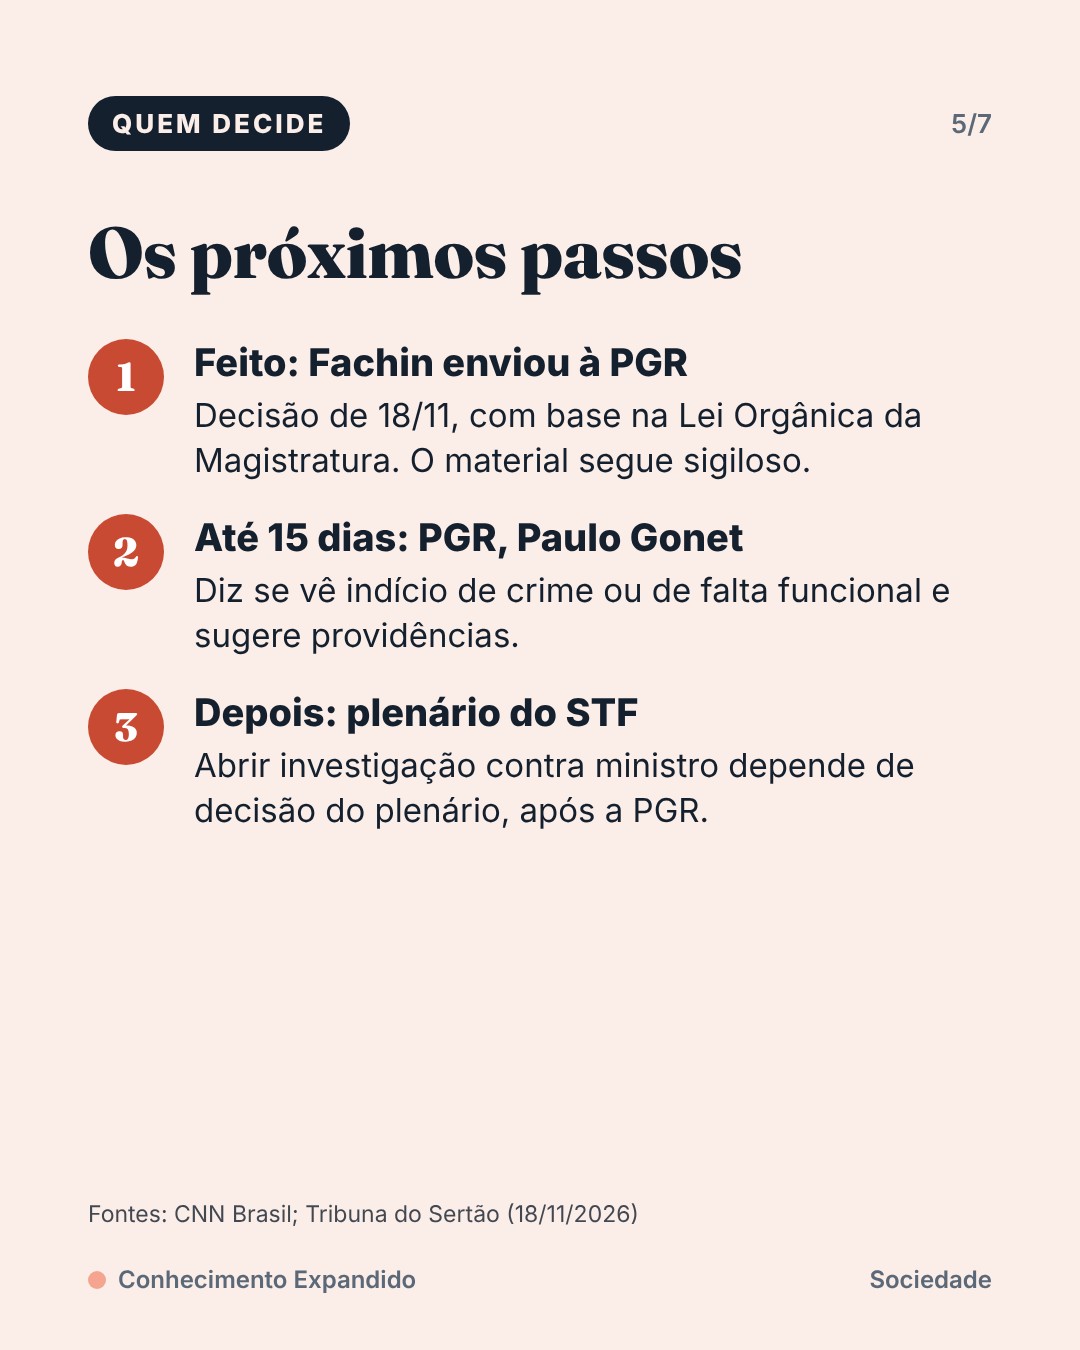 QUEM DECIDE
5/7
Os próximos passos
1
Feito: Fachin enviou à PGR
Decisão de 18/11, com base na Lei Orgânica da
Magistratura. O material segue sigiloso.
2
Até 15 dias: PGR, Paulo Gonet
Diz se vê indício de crime ou de falta funcional e
sugere providências.
3
Depois: plenário do STF
Abrir investigação contra ministro depende de
decisão do plenário, após a PGR.
Fontes: CNN Brasil; Tribuna do Sertão (18/11/2026)
Conhecimento Expandido
Sociedade